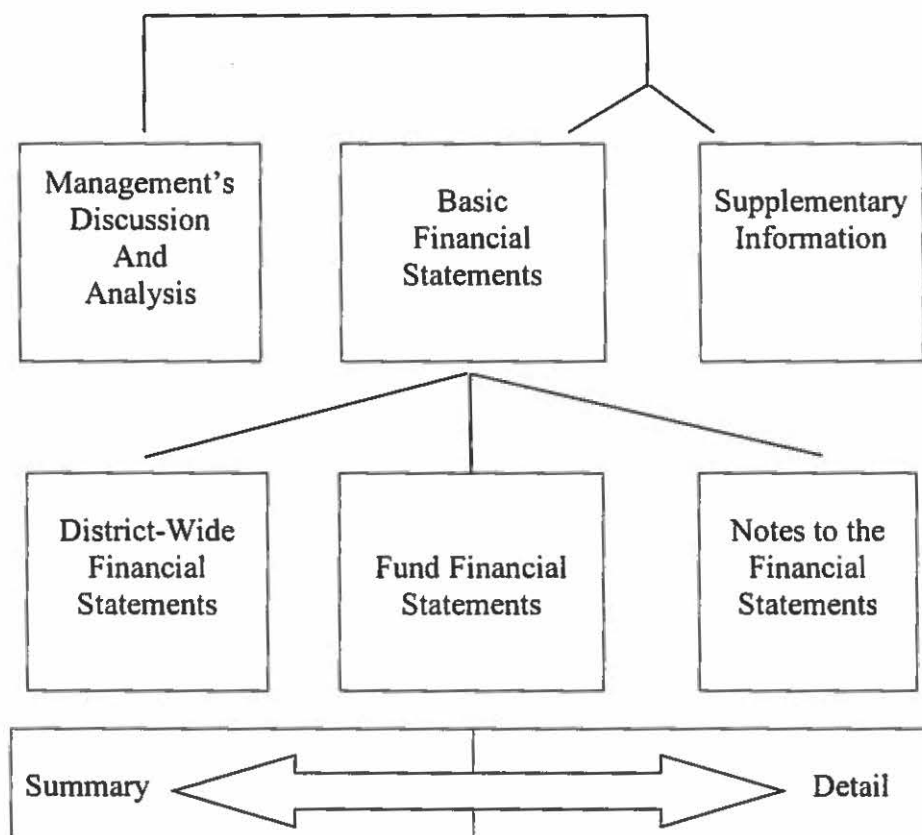 Management's
Discussion
And
Analysis
Basic
Financial
Statements
Supplementary
Information
District-Wide
Financial
Statements
Fund Financial
Statements
Notes to the
Financial
Statements
Summary
Detail